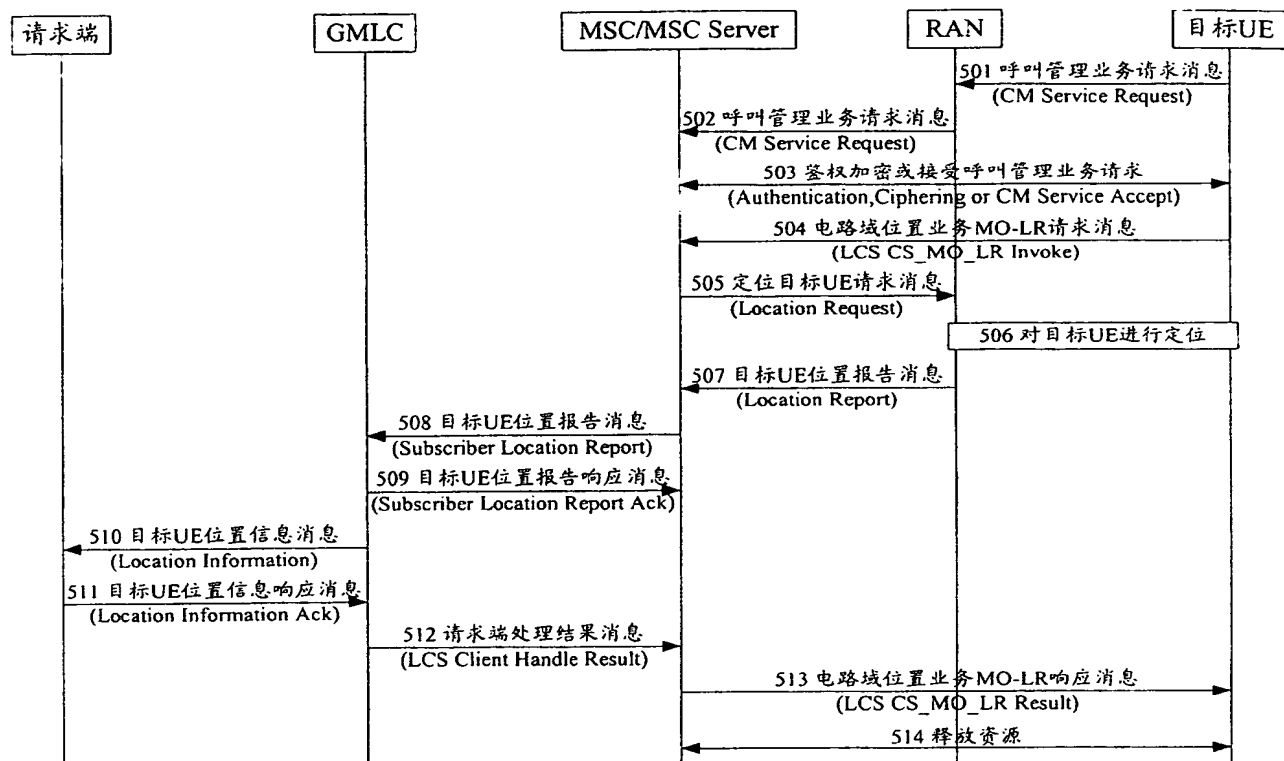 请求端
GMLC
MSC/MSC Server
RAN
目标UE
501 呼叫管理业务请求消息
(CM Service Request)
502 呼叫管理业务请求消息
(CM Service Request)
503 鉴权加密或接受呼叫管理业务请求
(Authentication,Ciphering or CM Service Accept)
504 电路域位置业务MO-LR请求消息
(LCS CS_MO_LR Invoke)
505 定位目标UE请求消息
(Location Request)
506 对目标UE进行定位
507 目标UE位置报告消息
(Location Report)
508 目标UE位置报告消息
(Subscriber Location Report)
509 目标UE位置报告响应消息
(Subscriber Location Report Ack)
510 目标UE位置信息消息
(Location Information)
511 目标UE位置信息响应消息
(Location Information Ack)
512 请求端处理结果消息
(LCS Client Handle Result)
513 电路域位置业务MO-LR响应消息
(LCS CS_MO_LR Result)
514 释放资源